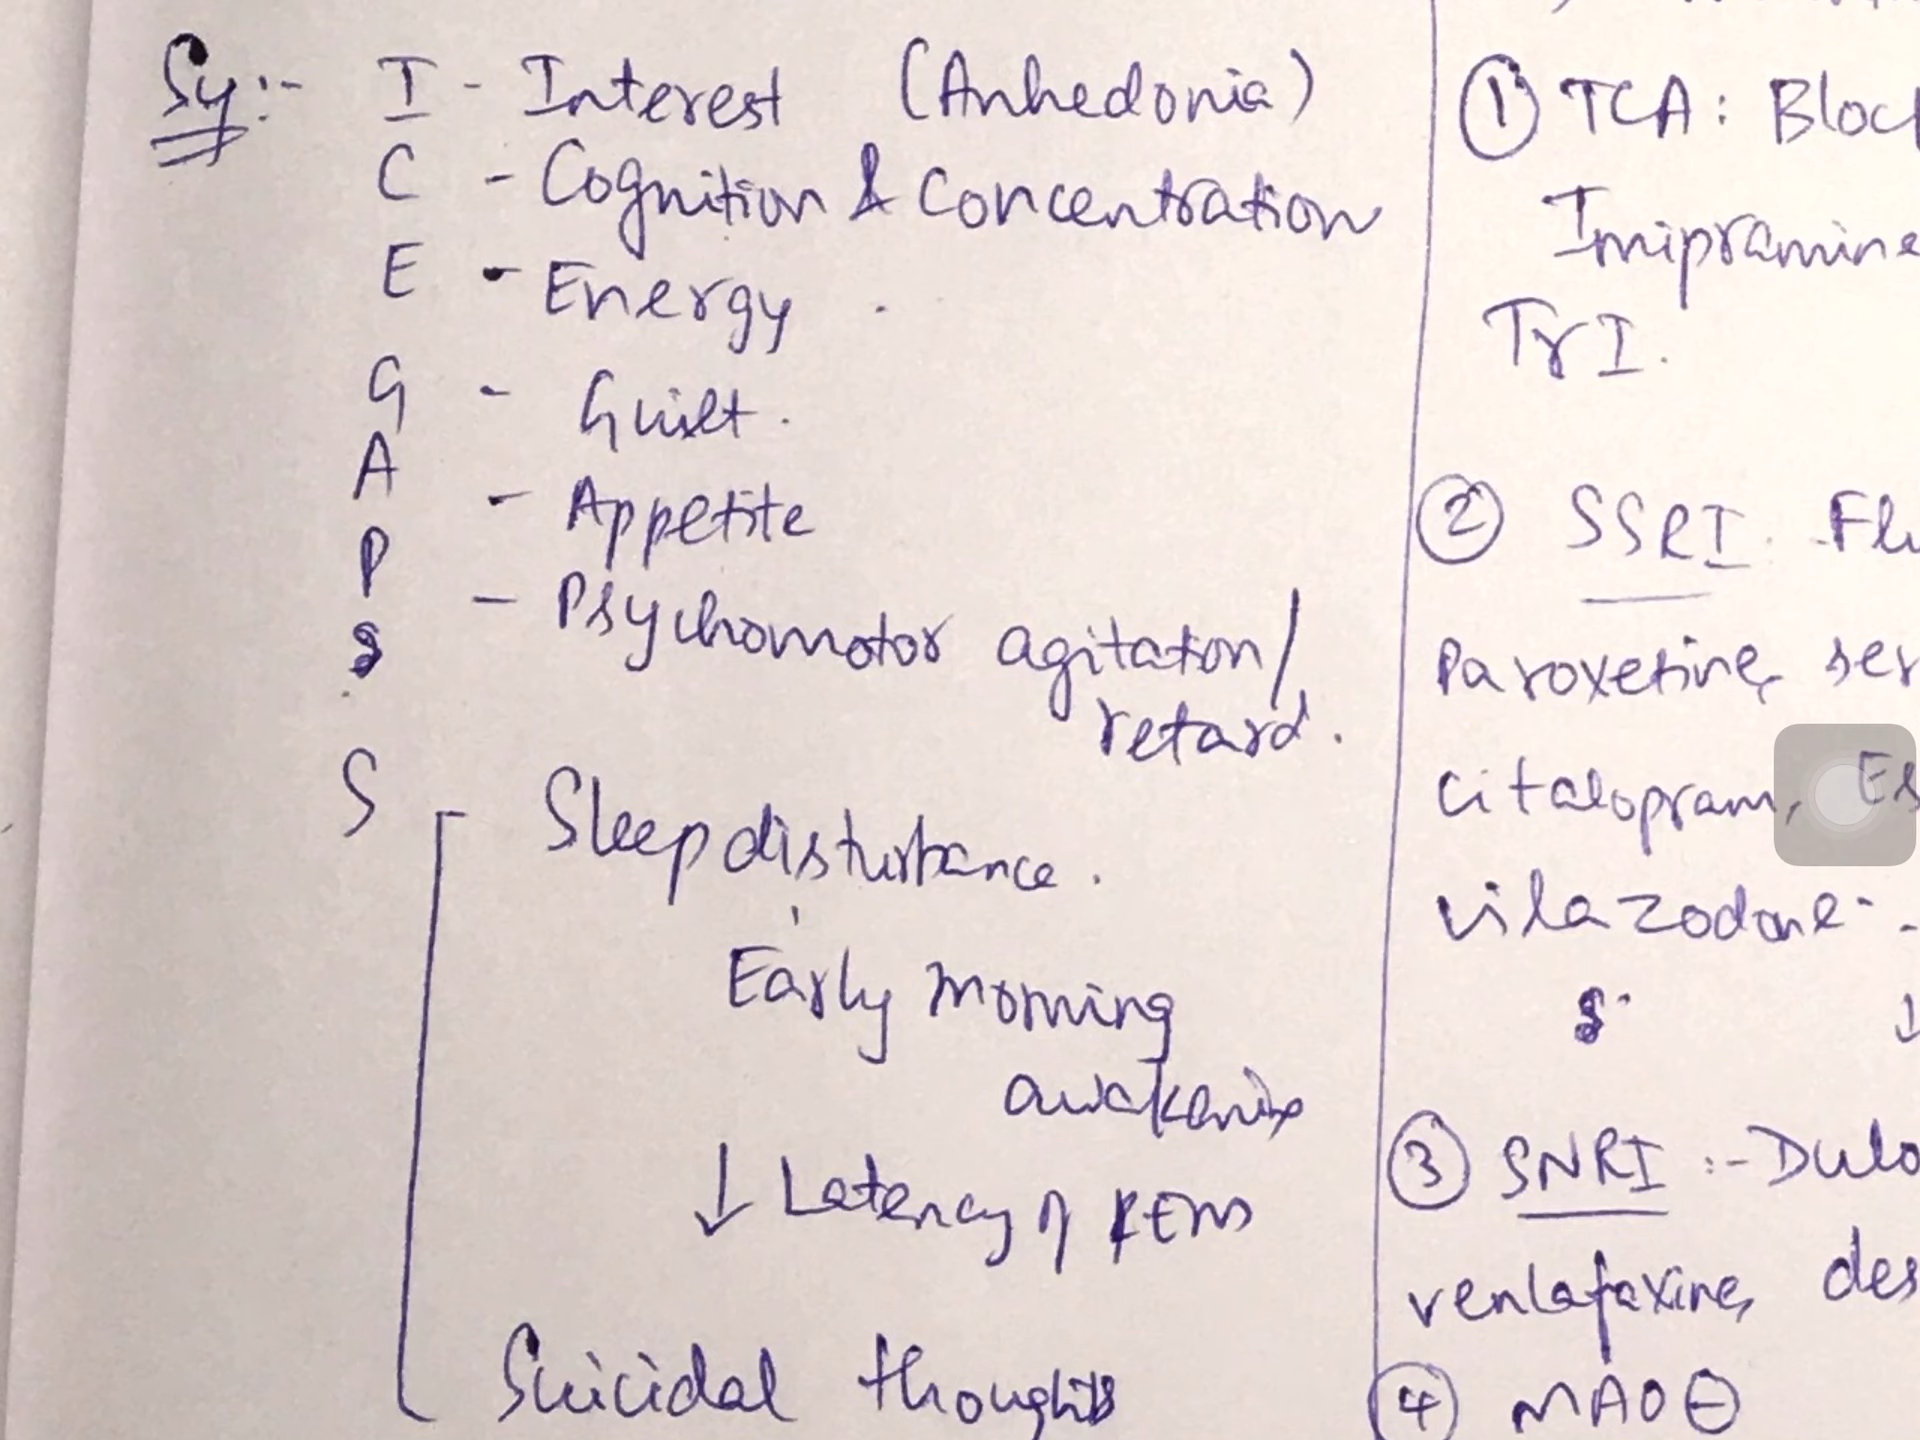 Sy:- I - Interest (Anhedonia)
C - Cognition & Concentration
E - Energy
G - Guilt.
A - Appetite
P - Psychomotor agitation/
retard.
S
S Sleep disturbance.
Early morning
↓ Latency of REM
Suicidal thoughts
① TCA: Bloc
Imipramine
② SSRI. Flu
Paroxetine, ser
citalopram, Es
vilazodone -
③ SNRI :- Dulo
venlafaxine, des
④ MAO ⊖